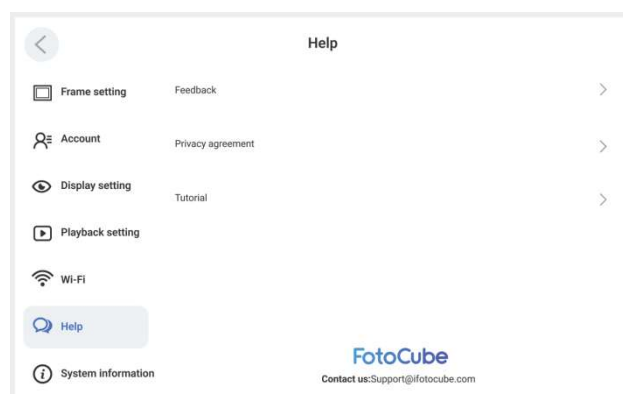 Help
Frame setting
Feedback
Account
Privacy agreement
Display setting
Tutorial
Playback setting
Wi-Fi
Help
System information
FotoCube
Contact us:Support@ifotocube.com